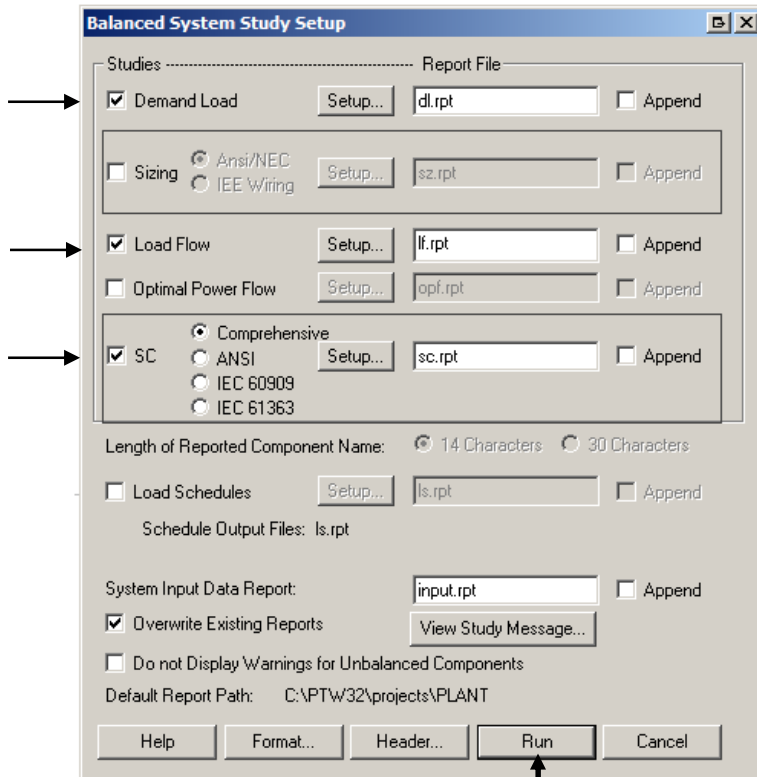 Balanced System Study Setup
Studies ---------------------------------------------------- Report File
Demand Load Setup... dl.rpt Append
Sizing Ansi/NEC Setup... sz.rpt Append
IEE Wiring
Load Flow Setup... lf.rpt Append
Optimal Power Flow Setup... opf.rpt Append
SC Comprehensive Setup... sc.rpt Append
ANSI
IEC 60909
IEC 61363
Length of Reported Component Name: 14 Characters 30 Characters
Load Schedules Setup... ls.rpt Append
Schedule Output Files: ls.rpt
System Input Data Report: input.rpt Append
Overwrite Existing Reports View Study Message...
Do not Display Warnings for Unbalanced Components
Default Report Path: C:\PTW32\projects\PLANT
Help Format... Header... Run Cancel